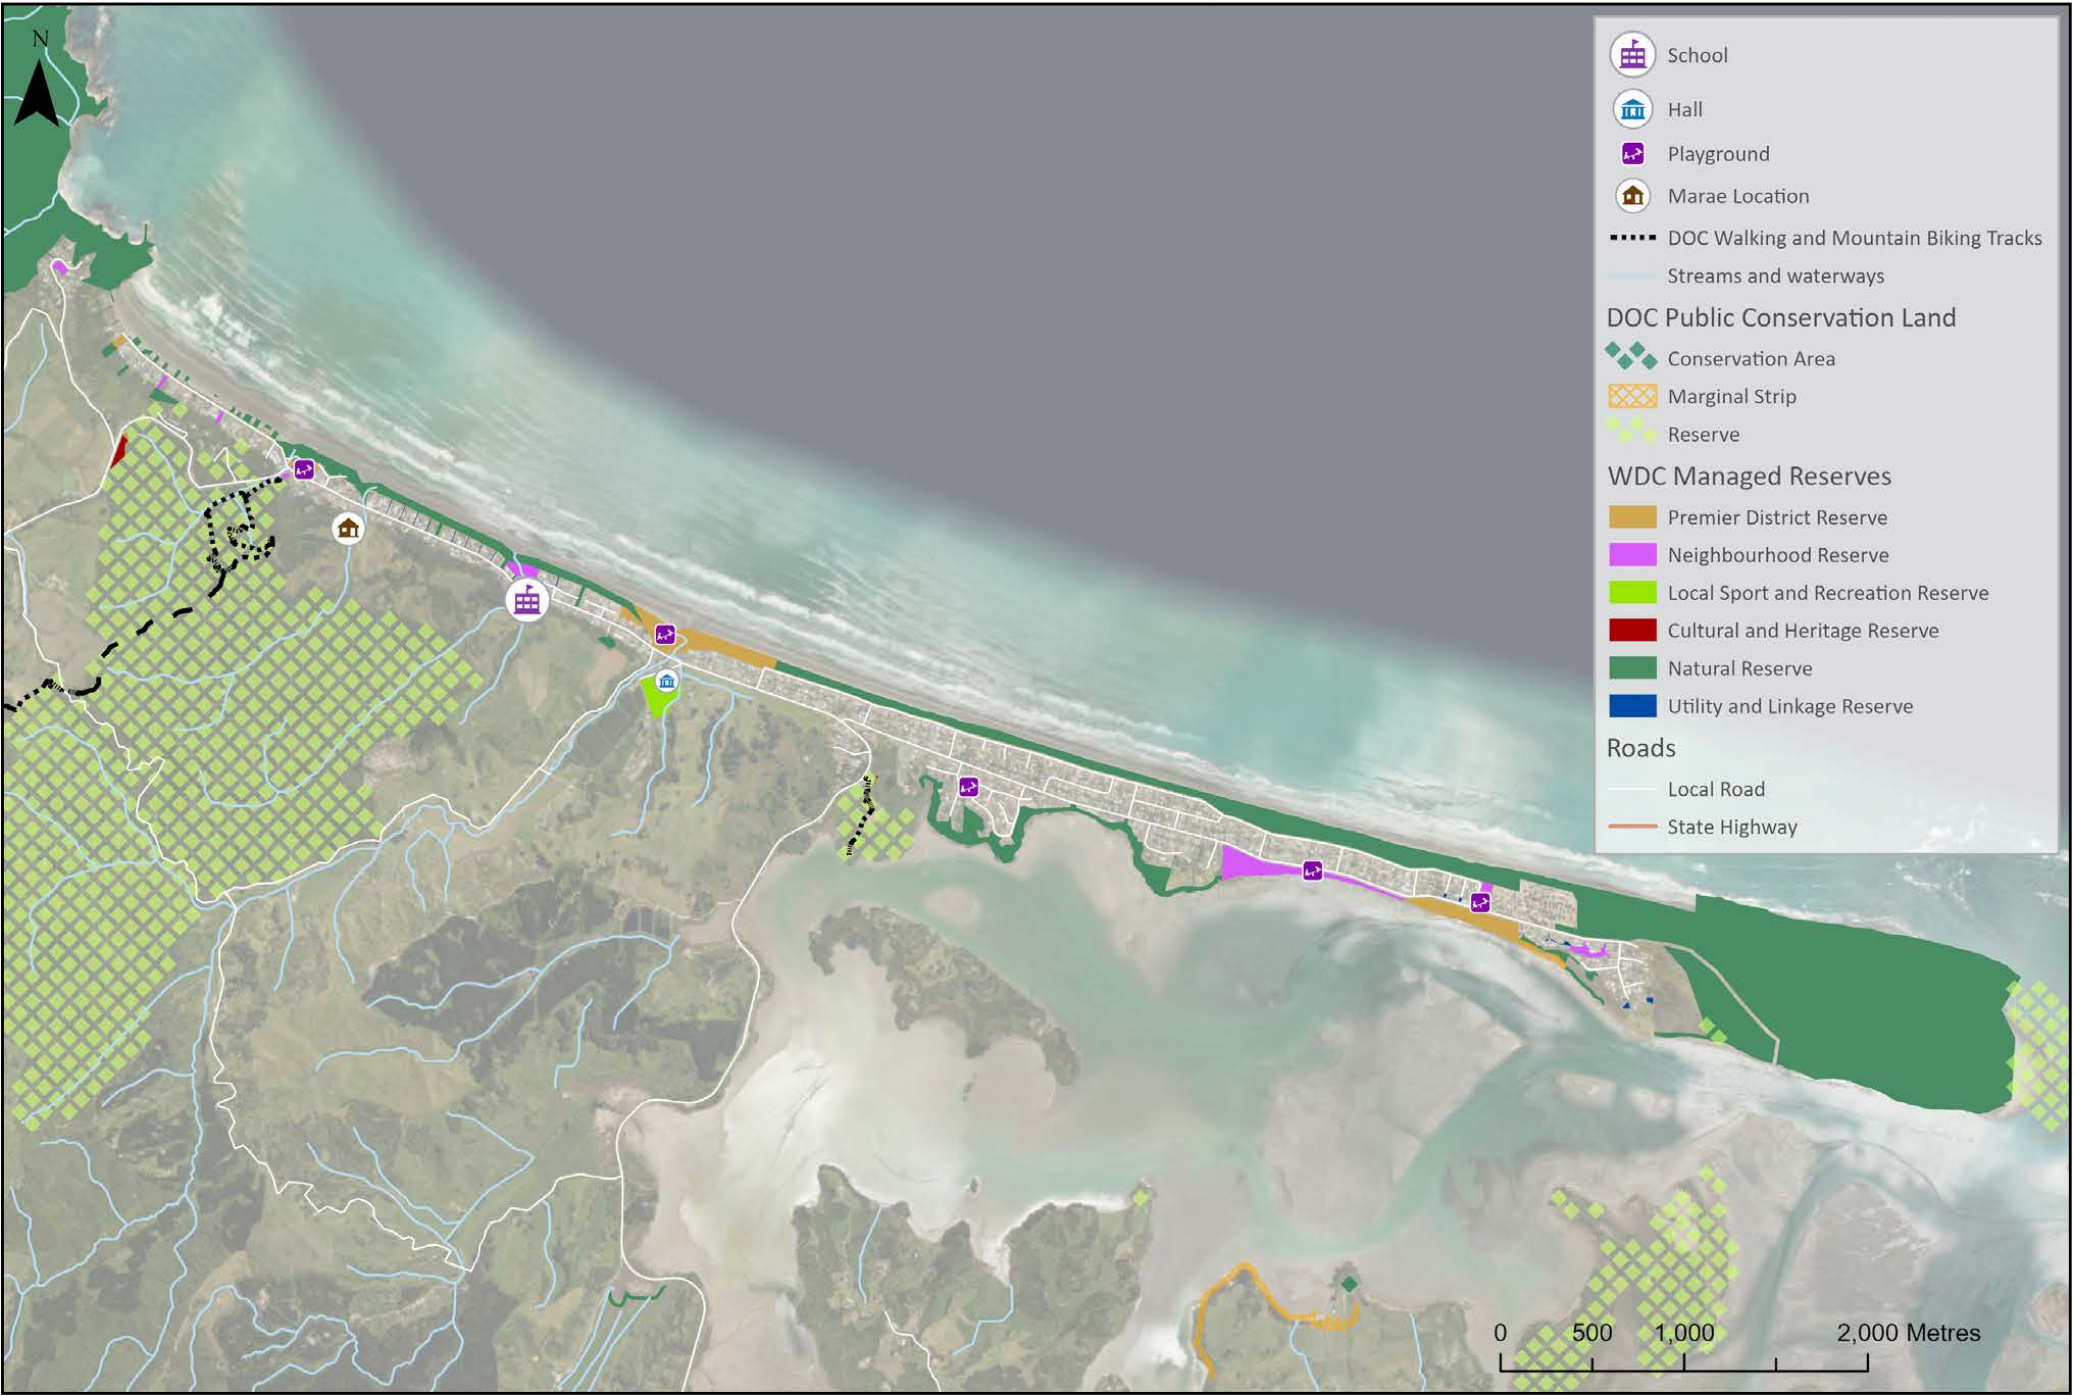 N
School
Hall
Playground
Marae Location
DOC Walking and Mountain Biking Tracks
Streams and waterways
DOC Public Conservation Land
Conservation Area
Marginal Strip
Reserve
WDC Managed Reserves
Premier District Reserve
Neighbourhood Reserve
Local Sport and Recreation Reserve
Cultural and Heritage Reserve
Natural Reserve
Utility and Linkage Reserve
Roads
Local Road
State Highway
0 500 1,000 2,000 Metres